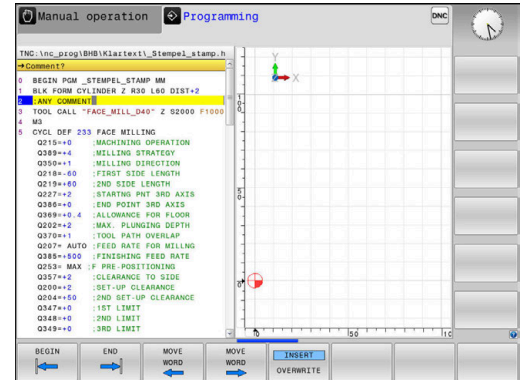 Manual operation
Programming
DNC
TNC:\nc_prog\BHB\Klartext\_Stempel_stamp.h
→Comment?
0 BEGIN PGM _STEMPEL_STAMP MM
1 BLK FORM CYLINDER Z R30 L60 DIST+2
2 ;ANY COMMENT
3 TOOL CALL "FACE_MILL_D40" Z S2000 F1000
4 M3
5 CYCL DEF 233 FACE MILLING
Q215=+0 ;MACHINING OPERATION
Q389=+4 ;MILLING STRATEGY
Q350=+1 ;MILLING DIRECTION
Q218=-60 ;FIRST SIDE LENGTH
Q219=+60 ;2ND SIDE LENGTH
Q227=+2 ;STARTNG PNT 3RD AXIS
Q386=+0 ;END POINT 3RD AXIS
Q369=+0.4 ;ALLOWANCE FOR FLOOR
Q202=+2 ;MAX. PLUNGING DEPTH
Q370=+1 ;TOOL PATH OVERLAP
Q207= AUTO ;FEED RATE FOR MILLNG
Q385=+500 ;FINISHING FEED RATE
Q253= MAX ;F PRE-POSITIONING
Q357=+2 ;CLEARANCE TO SIDE
Q200=+2 ;SET-UP CLEARANCE
Q204=+50 ;2ND SET-UP CLEARANCE
Q347=+0 ;1ST LIMIT
Q348=+0 ;2ND LIMIT
Q349=+0 ;3RD LIMIT
Y
X
100
50
0
0
50
BEGIN
END
MOVE WORD
MOVE WORD
INSERT
OVERWRITE